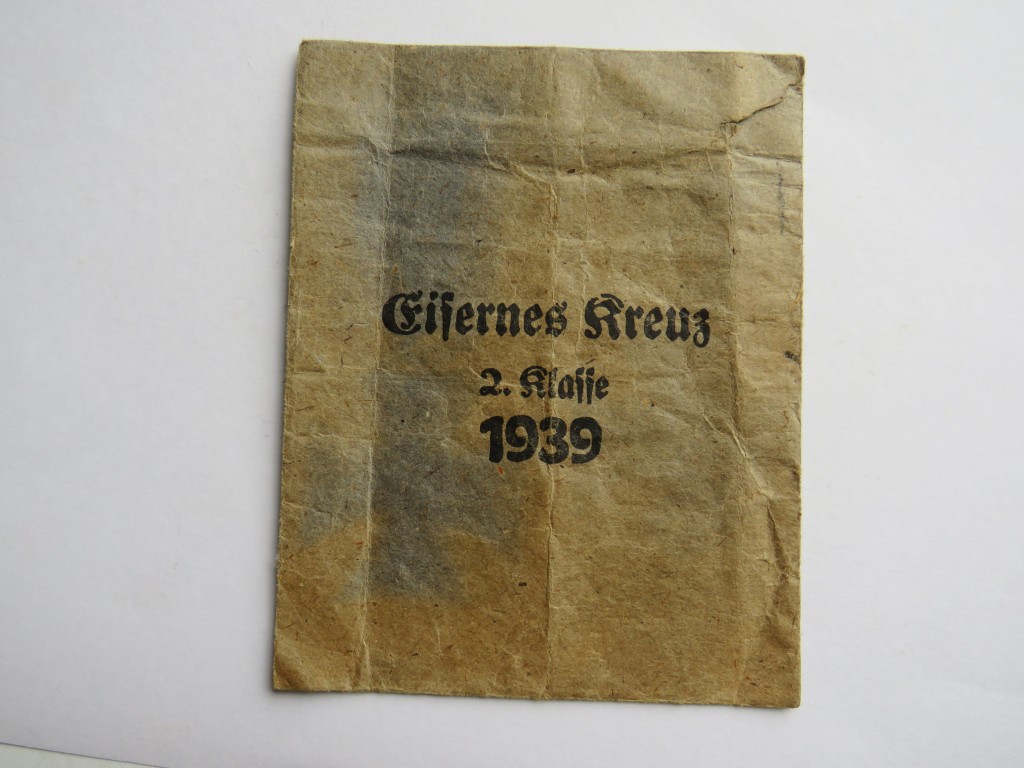 Eisernes Kreuz
2. Klasse
1939